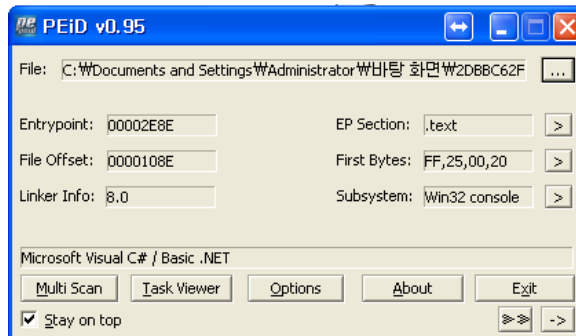 PEiD v0.95
File: C:₩Documents and Settings₩Administrator₩바탕 화면₩2DBBC62F ...
Entrypoint: 00002E8E EP Section: .text >
File Offset: 0000108E First Bytes: FF,25,00,20 >
Linker Info: 8.0 Subsystem: Win32 console >
Microsoft Visual C# / Basic .NET
Multi Scan Task Viewer Options About Exit
Stay on top >> ->